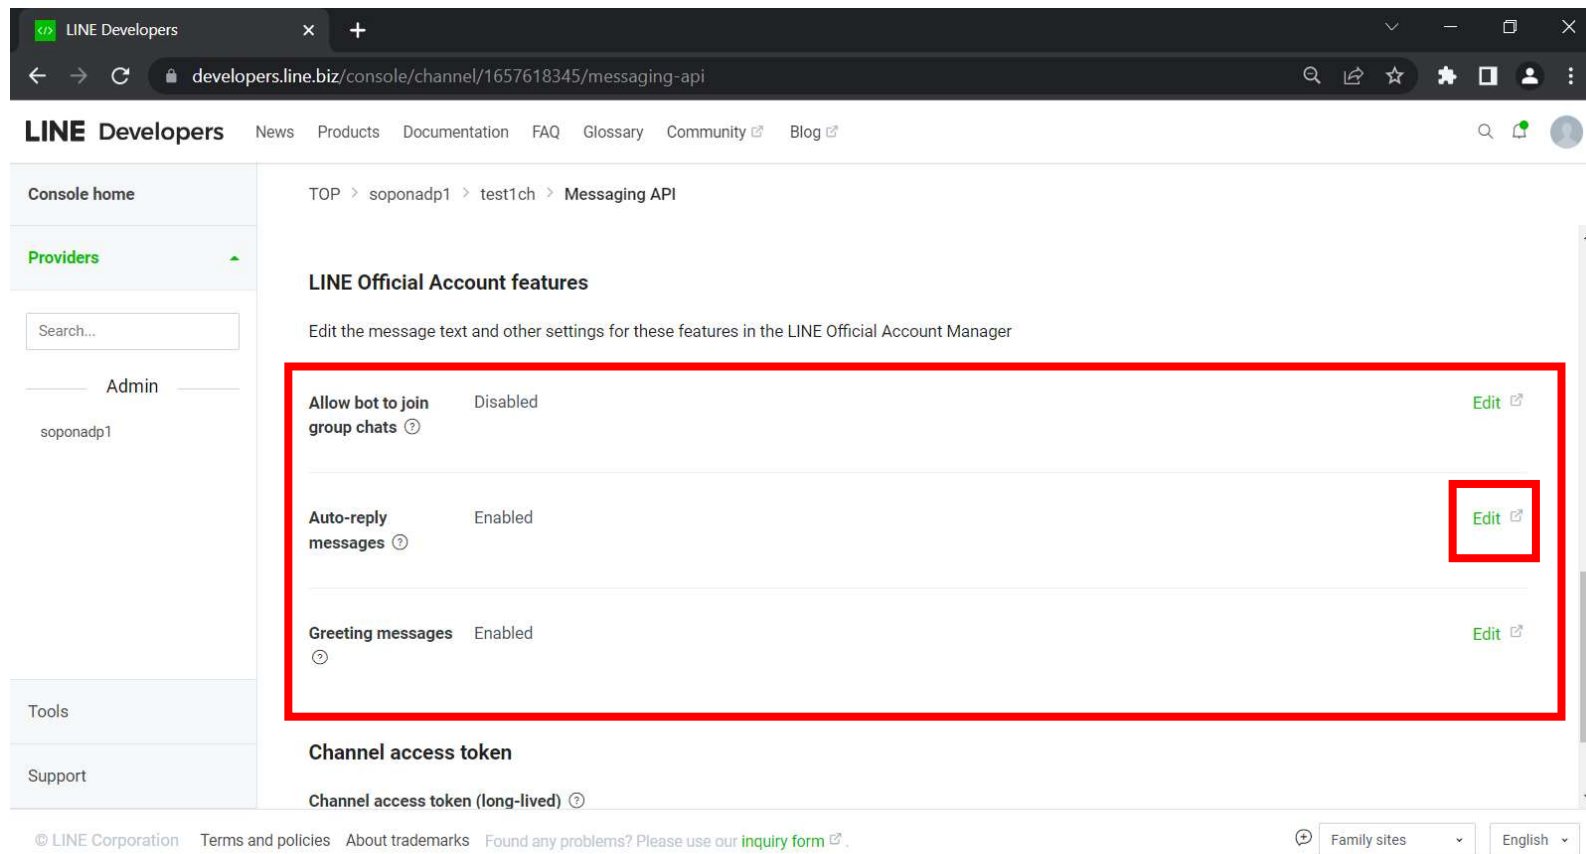 LINE Developers
developers.line.biz/console/channel/1657618345/messaging-api
LINE Developers News Products Documentation FAQ Glossary Community Blog
Console home
TOP > soponadp1 > test1ch > Messaging API
Providers
Search...
Admin
soponadp1
Tools
Support
LINE Official Account features
Edit the message text and other settings for these features in the LINE Official Account Manager
Allow bot to join Disabled Edit
group chats ?
Auto-reply Enabled Edit
messages ?
Greeting messages Enabled Edit
?
Channel access token
Channel access token (long-lived) ?
© LINE Corporation Terms and policies About trademarks Found any problems? Please use our inquiry form . Family sites English